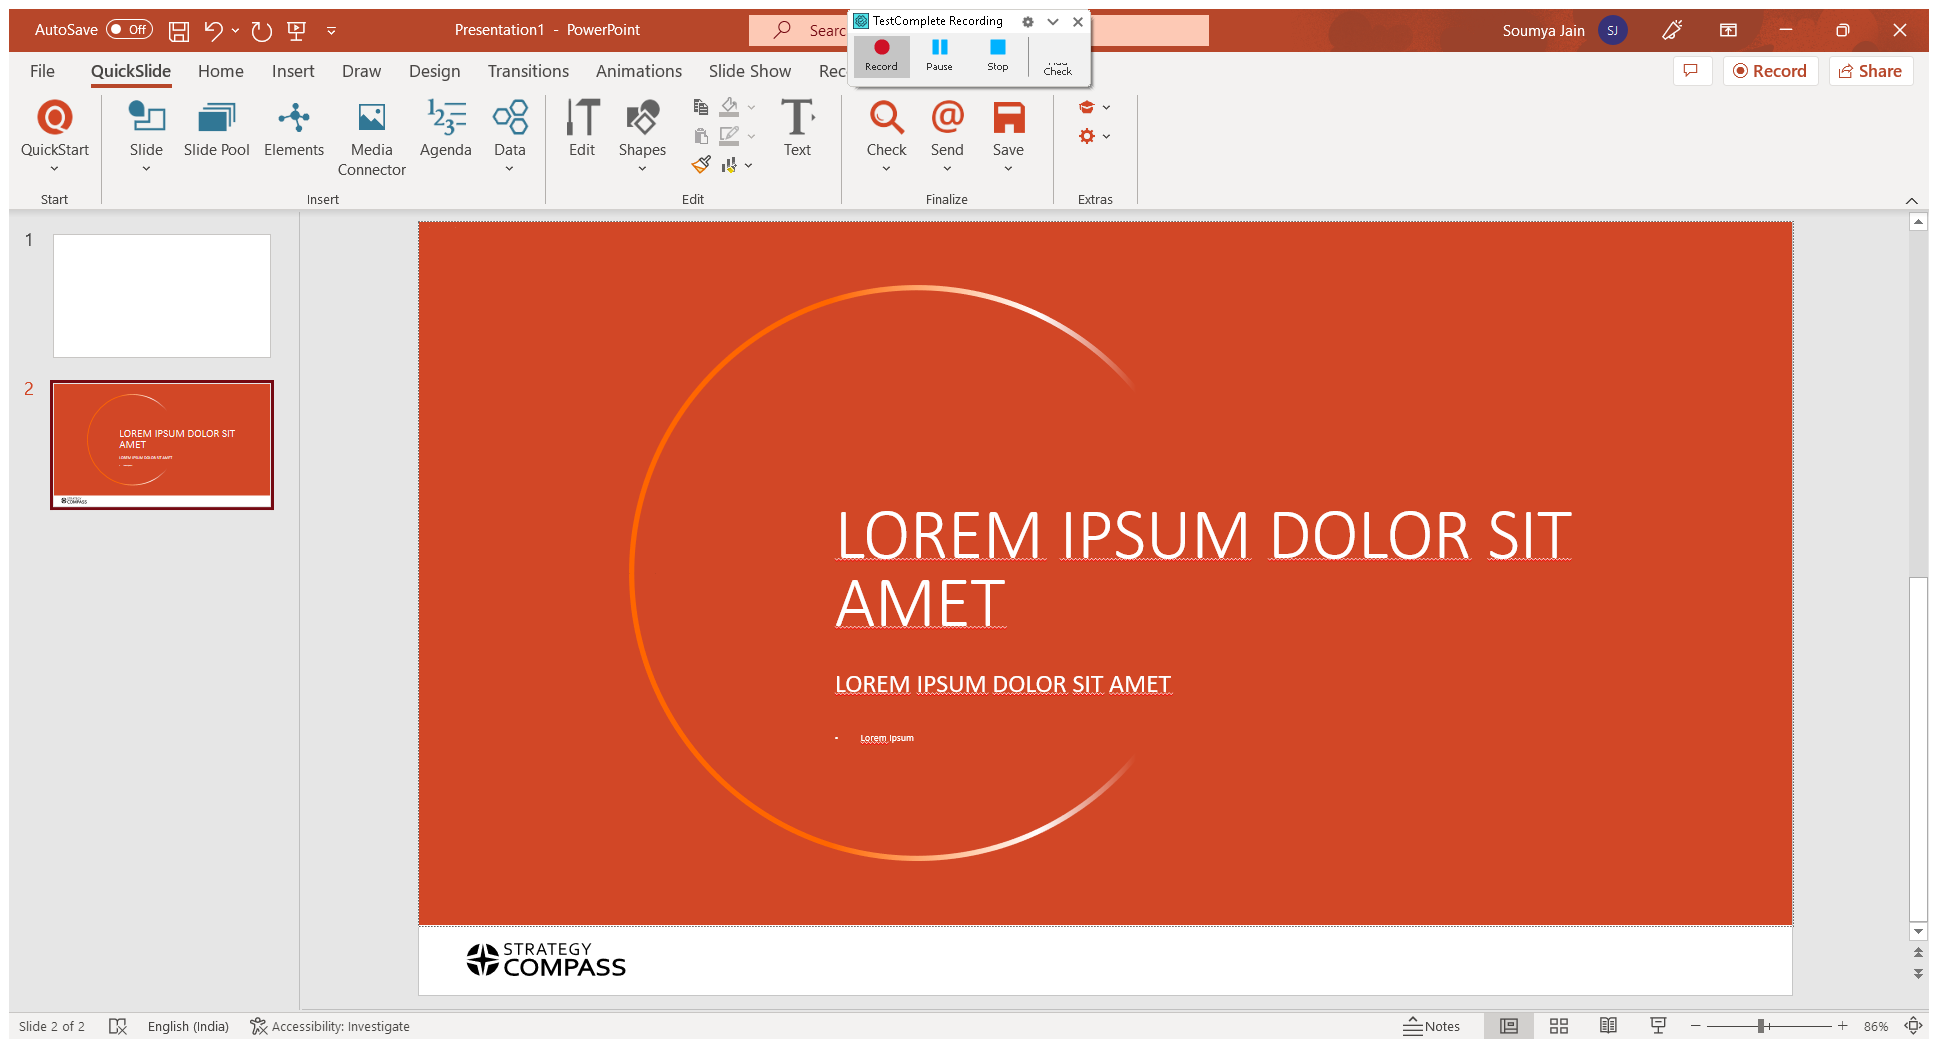 AutoSave Off
Presentation1 - PowerPoint
TestComplete Recording
Record Pause Stop
Check
Soumya Jain SJ
File QuickSlide Home Insert Draw Design Transitions Animations Slide Show
Record Share
QuickStart
Slide
Slide Pool
Elements
Media
Connector
Agenda
Data
Edit
Shapes
Text
Check
Send
Save
Start Insert Edit Finalize Extras
1
2
LOREM IPSUM DOLOR SIT
AMET
LOREM IPSUM DOLOR SIT AMET
STRATEGY
COMPASS
LOREM IPSUM DOLOR SIT
AMET
LOREM IPSUM DOLOR SIT AMET
• Lorem Ipsum
STRATEGY
COMPASS
Slide 2 of 2 English (India) Accessibility: Investigate Notes 86%